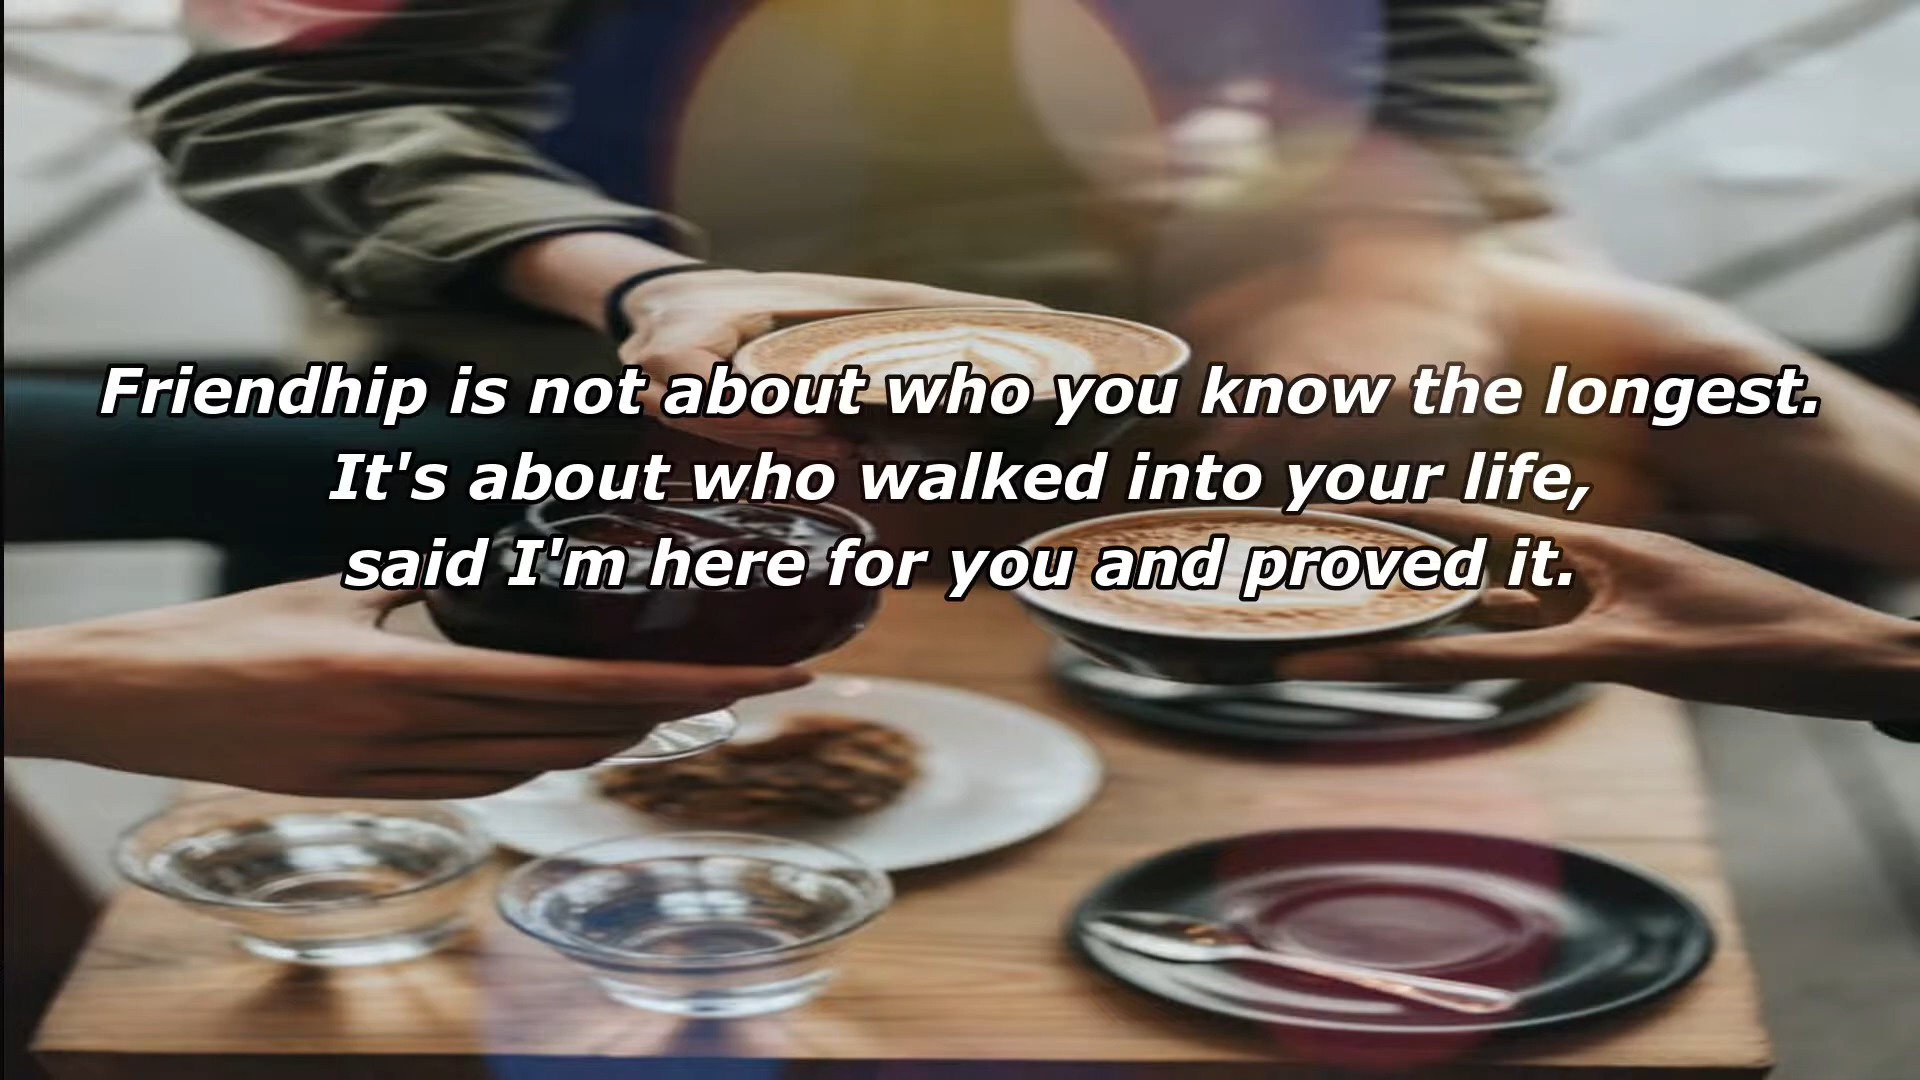 Friendhip is not about who you know the longest.
It's about who walked into your life,
said I'm here for you and proved it.